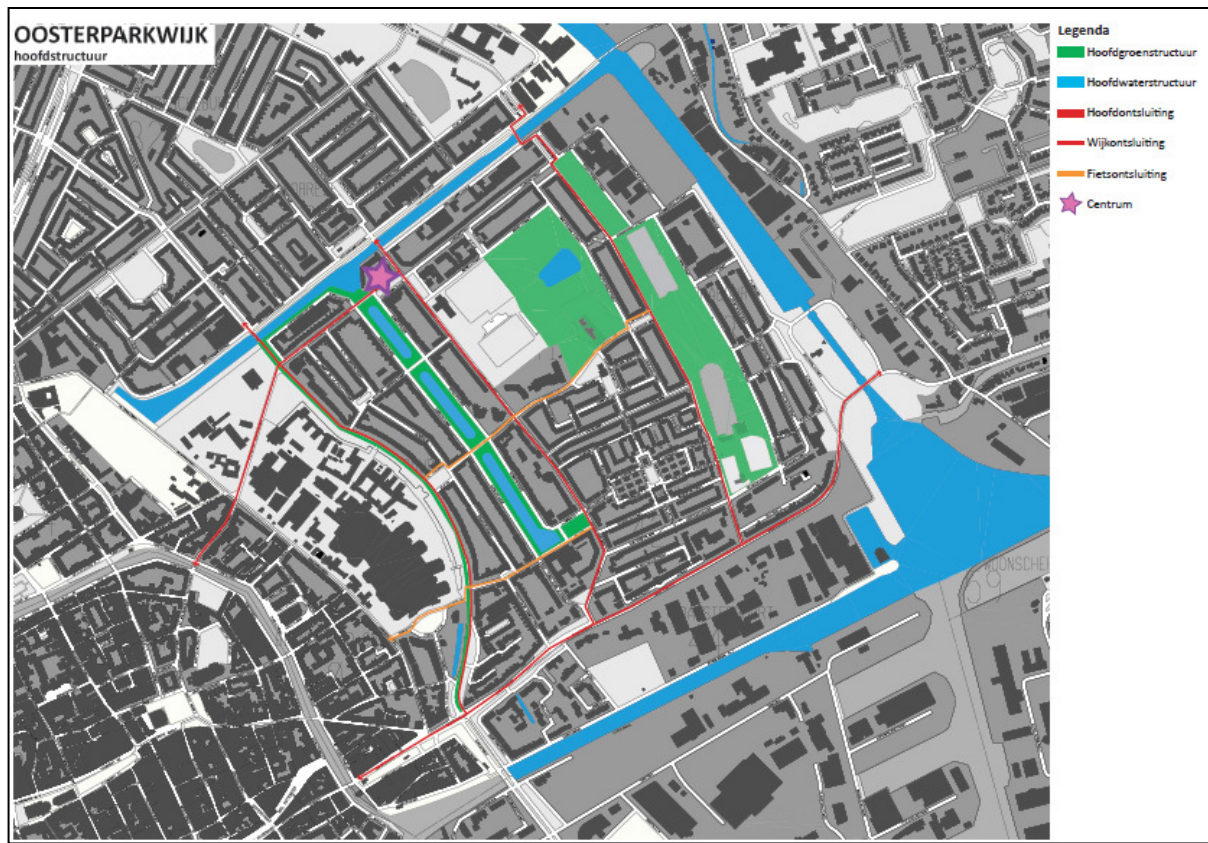 OOSTERPARKWIJK
hoofdstructuur
Legenda
Hoofdgroenstructuur
Hoofdwaterstructuur
Hoofdontsluiting
Wijkontsluiting
Fietsontsluiting
Centrum